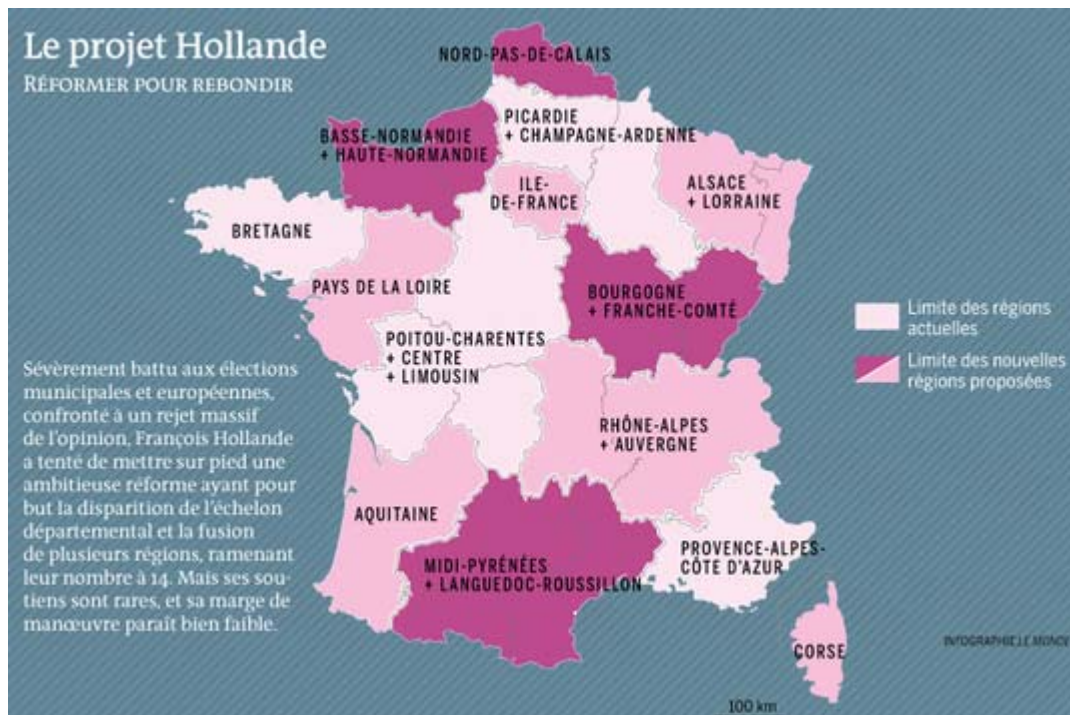 Le projet Hollande
RÉFORMER POUR REBONDIR
NORD-PAS-DE-CALAIS
PICARDIE
+ CHAMPAGNE-ARDENNE
BASSE-NORMANDIE
+ HAUTE-NORMANDIE
ILE-
DE-FRANCE
ALSACE
+ LORRAINE
BRETAGNE
PAYS DE LA LOIRE
BOURGOGNE
+ FRANCHE-COMTÉ
POITOU-CHARENTES
+ CENTRE
+ LIMOUSIN
RHÔNE-ALPES
+ AUVERGNE
AQUITAINE
MIDI-PYRÉNÉES
+ LANGUEDOC-ROUSSILLON
PROVENCE-ALPES-
CÔTE D'AZUR
CORSE
Limite des régions
actuelles
Limite des nouvelles
régions proposées
Sévèrement battu aux élections
municipales et européennes,
confronté à un rejet massif
de l'opinion, François Hollande
a tenté de mettre sur pied une
ambitieuse réforme ayant pour
but la disparition de l'échelon
départemental et la fusion
de plusieurs régions, ramenant
leur nombre à 14. Mais ses sou-
tiens sont rares, et sa marge de
manœuvre paraît bien faible.
INFOGRAPHIE LE MONDE
100 km